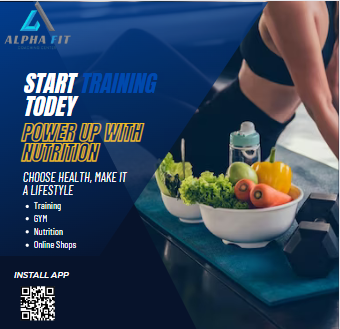 ALPHA FIT
START TRAINING
TODEY
POWER UP WITH
NUTRITION
CHOOSE HEALTH, MAKE IT
A LIFESTYLE
• Training
• GYM
• Nutrition
• Online Shops
INSTALL APP